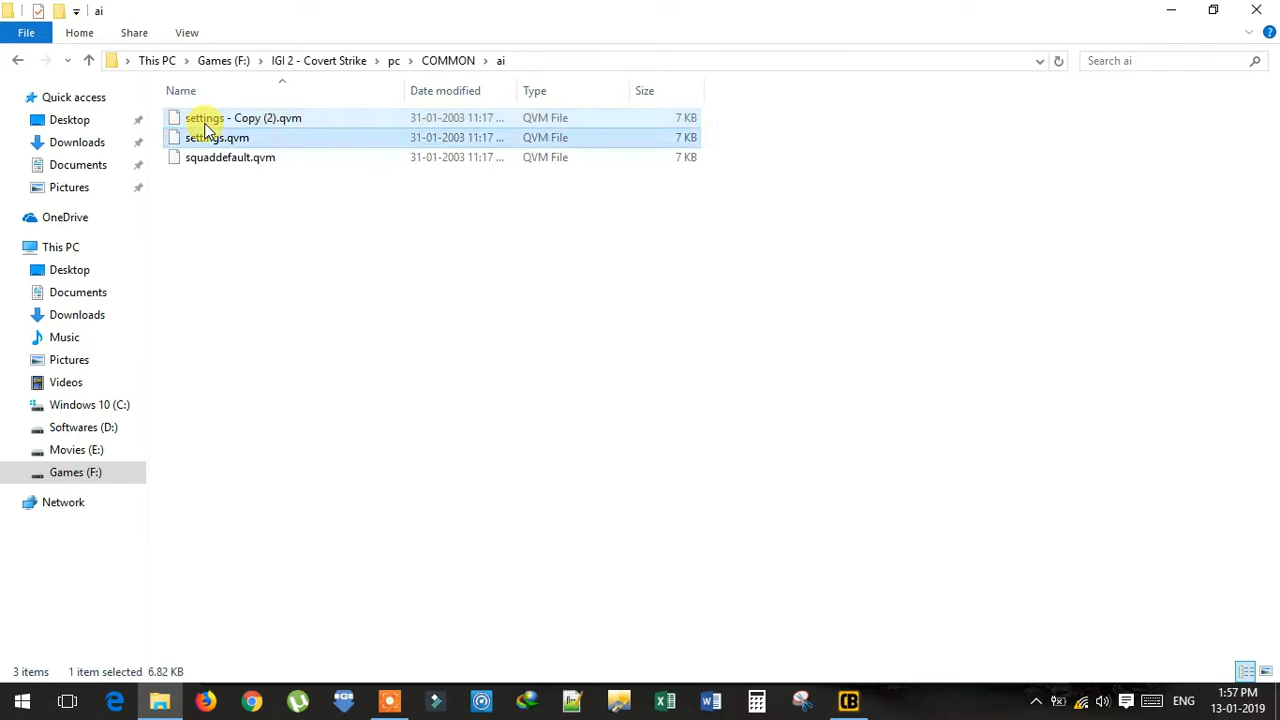 ai
File Home Share View
This PC Games (F:) IGI 2 - Covert Strike pc COMMON ai Search ai
Name Date modified Type Size
settings - Copy (2).qvm 31-01-2003 11:17 ... QVM File 7 KB
settings.qvm 31-01-2003 11:17 ... QVM File 7 KB
squaddefault.qvm 31-01-2003 11:17 ... QVM File 7 KB
Quick access
Desktop
Downloads
Documents
Pictures
OneDrive
This PC
Desktop
Documents
Downloads
Music
Pictures
Videos
Windows 10 (C:)
Softwares (D:)
Movies (E:)
Games (F:)
Network
3 items 1 item selected 6.82 KB
ENG 1:57 PM
13-01-2019